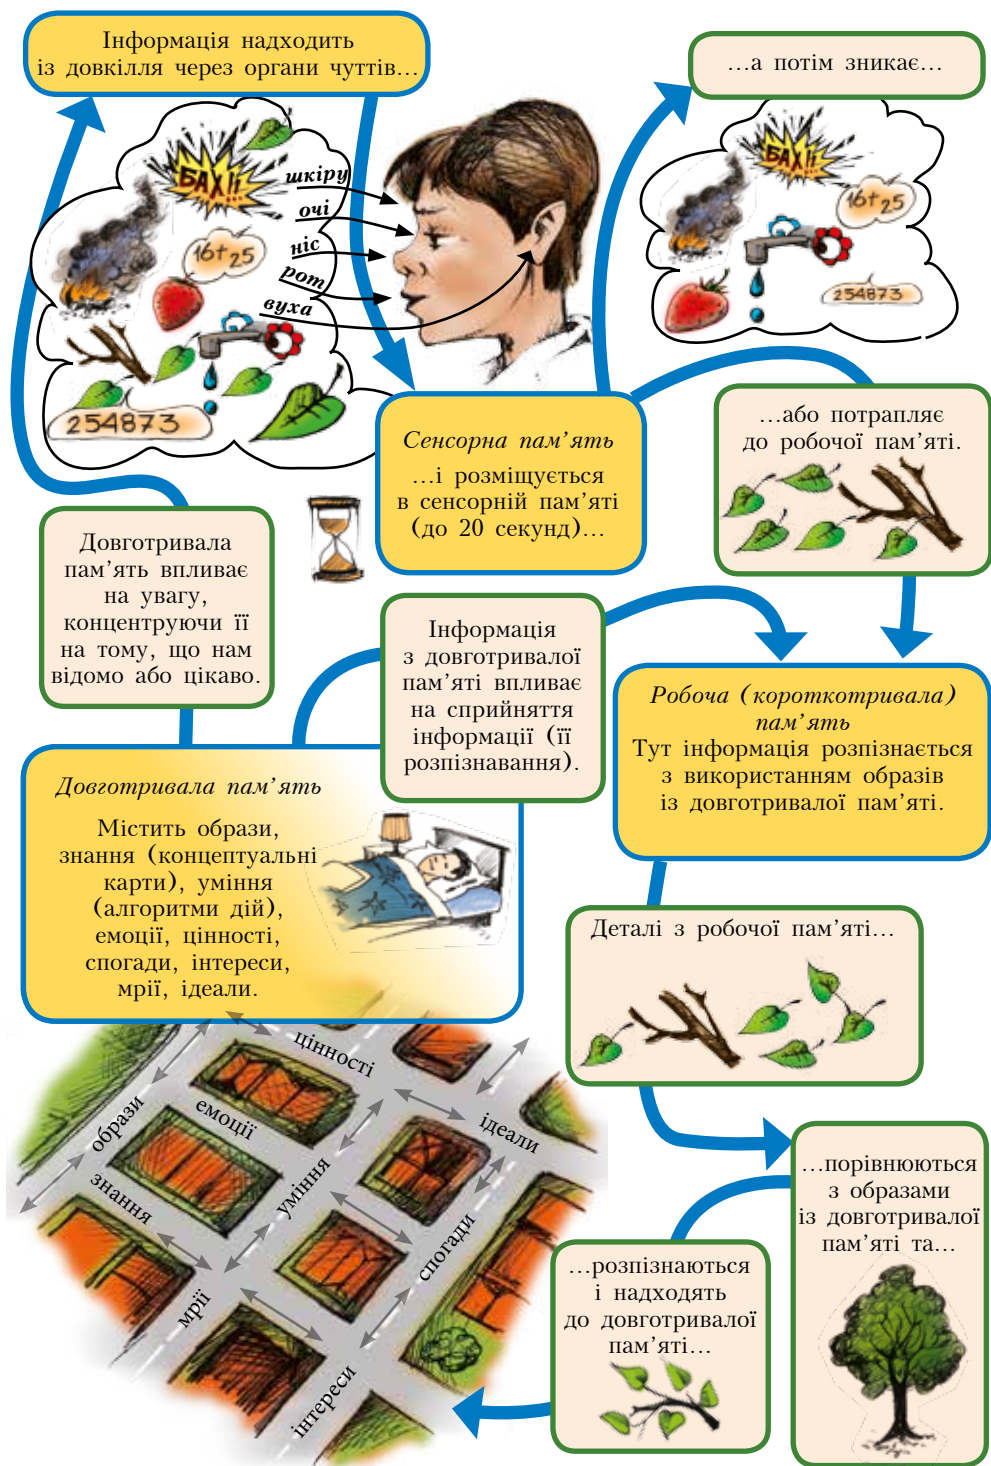 Інформація надходить
із довкілля через органи чуттів...
...а потім зникає...
БАХ!!
шкіру
очі
ніс
рот
вуха
16+25
254873
БАХ!!
16+25
254873
Сенсорна пам’ять
...і розміщується
в сенсорній пам’яті
(до 20 секунд)...
...або потрапляє
до робочої пам’яті.
Довготривала
пам’ять впливає
на увагу,
концентруючи її
на тому, що нам
відомо або цікаво.
Інформація
з довготривалої
пам’яті впливає
на сприйняття
інформації (її
розпізнавання).
Робоча (короткотривала)
пам’ять
Тут інформація розпізнається
з використанням образів
із довготривалої пам’яті.
Довготривала пам’ять
Містить образи,
знання (концептуальні
карти), уміння
(алгоритми дій),
емоції, цінності,
спогади, інтереси,
мрії, ідеали.
Деталі з робочої пам’яті...
...порівнюються
з образами
із довготривалої
пам’яті та...
...розпізнаються
і надходять
до довготривалої
пам’яті...
цінності
емоції
образи
знання
уміння
ідеали
спогади
мрії
інтереси